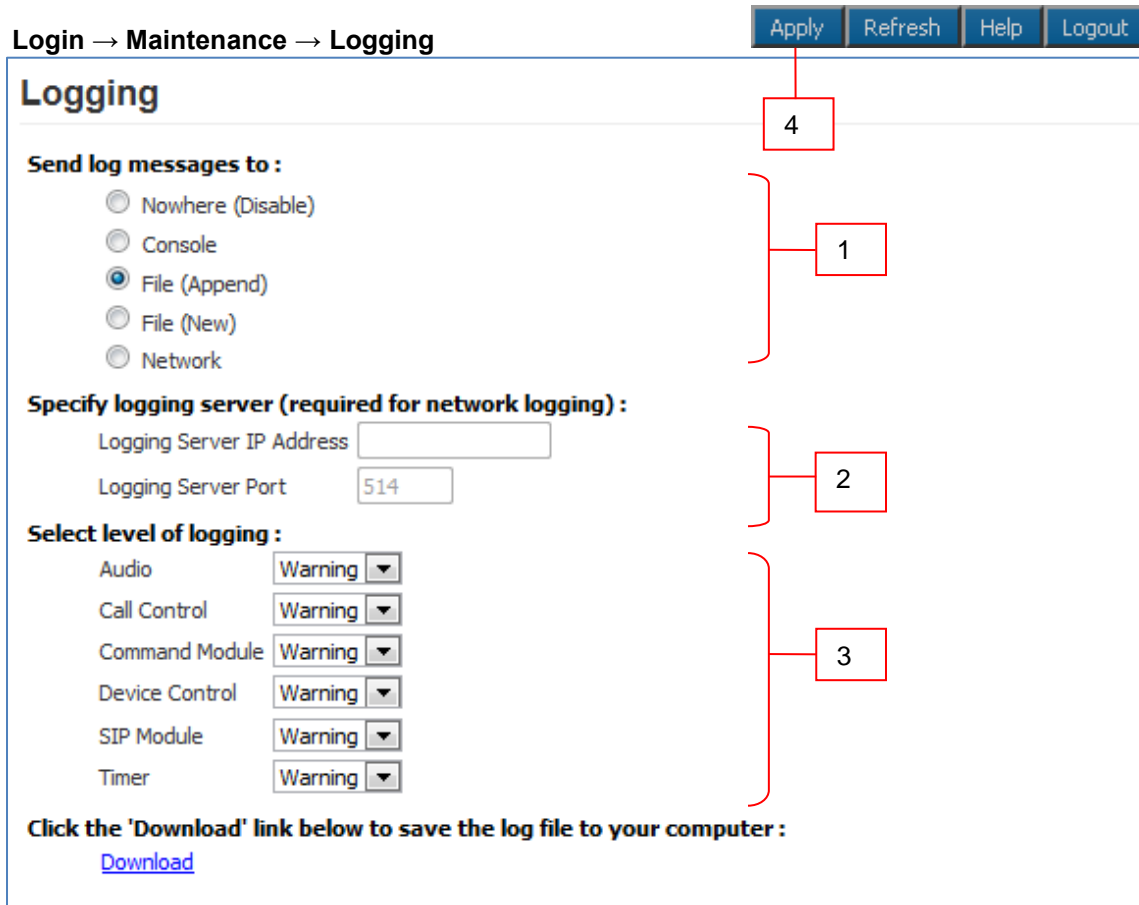 Login → Maintenance → Logging
Apply Refresh Help Logout
Logging
4
Send log messages to :
Nowhere (Disable)
Console
File (Append)
File (New)
Network
1
Specify logging server (required for network logging) :
Logging Server IP Address
Logging Server Port 514
2
Select level of logging :
Audio Warning
Call Control Warning
Command Module Warning
Device Control Warning
SIP Module Warning
Timer Warning
3
Click the 'Download' link below to save the log file to your computer :
Download